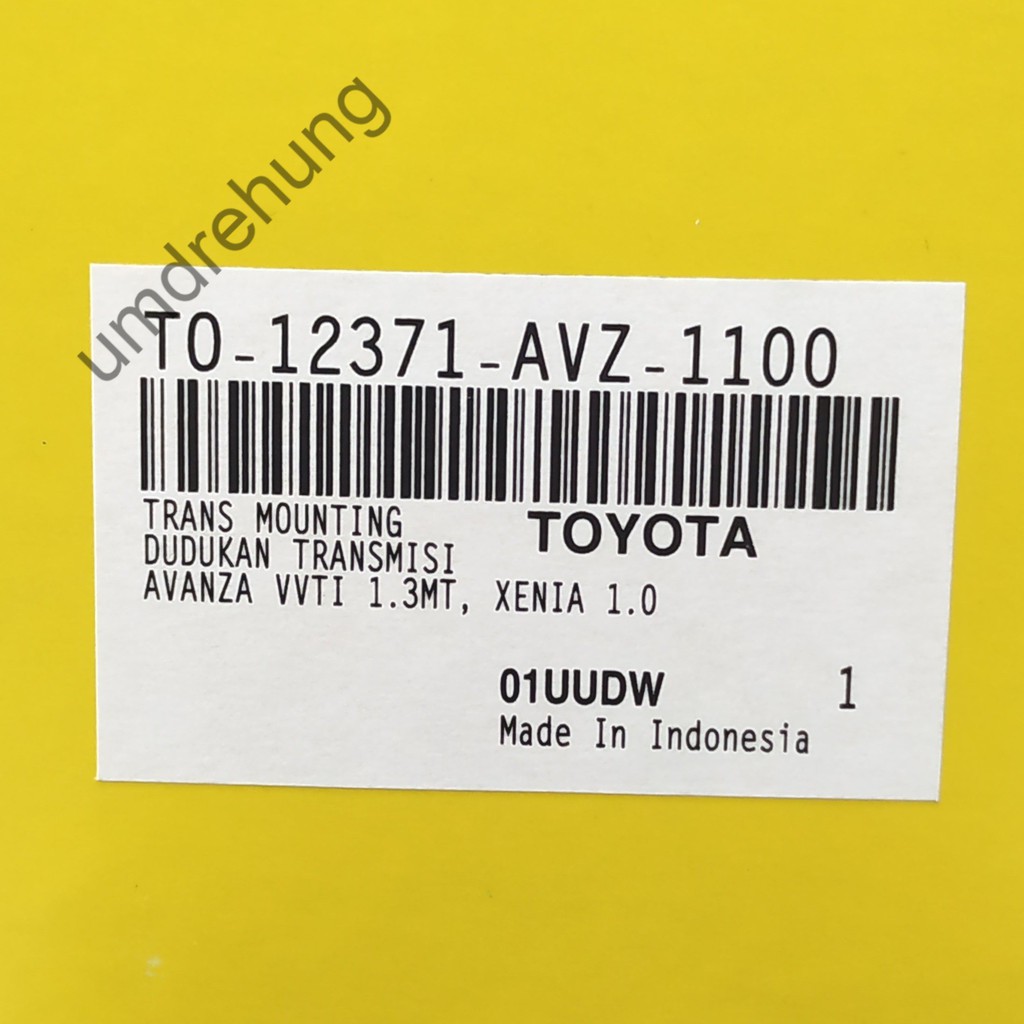 umdrehung
TO-12371-AVZ-1100
TRANS MOUNTING
TOYOTA
DUDUKAN TRANSMISI
AVANZA VVTI 1.3MT, XENIA 1.0
01UUDW 1
Made In Indonesia